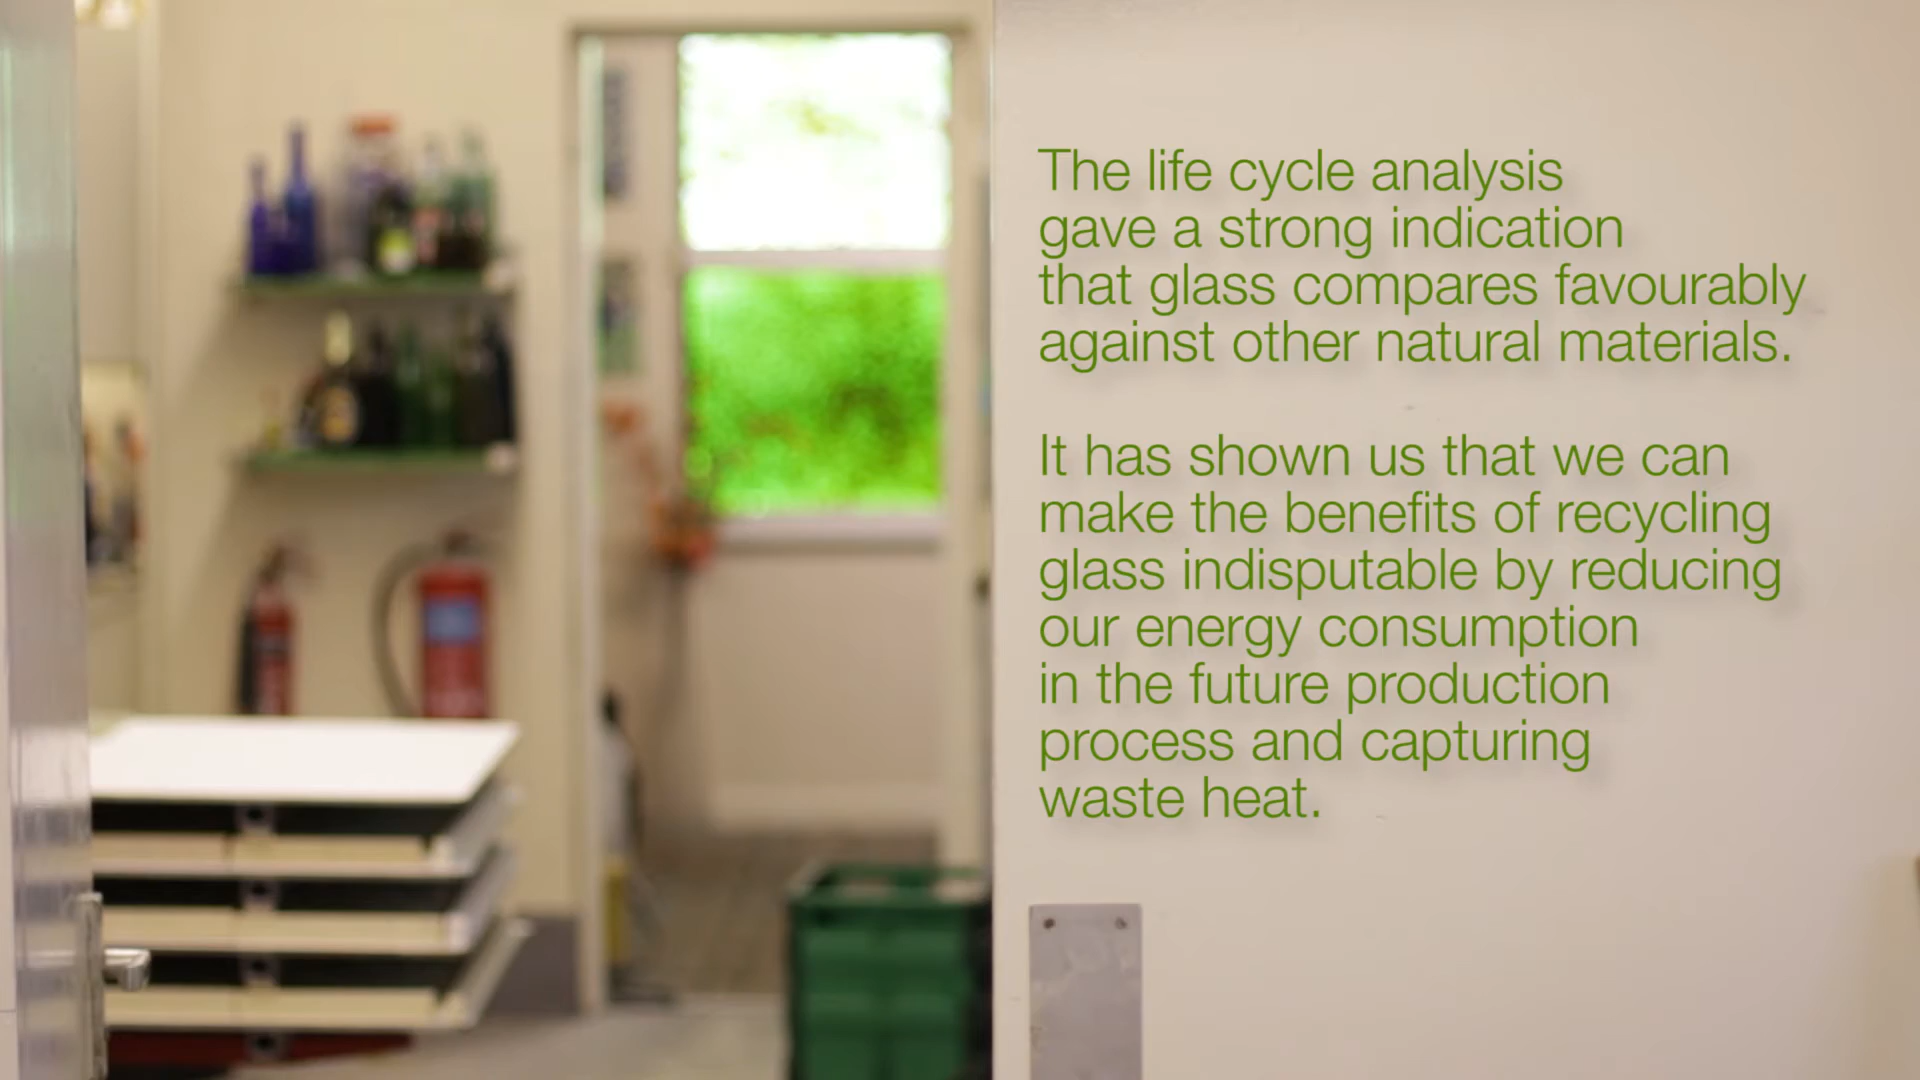 The life cycle analysis
gave a strong indication
that glass compares favourably
against other natural materials.
It has shown us that we can
make the benefits of recycling
glass indisputable by reducing
our energy consumption
in the future production
process and capturing
waste heat.